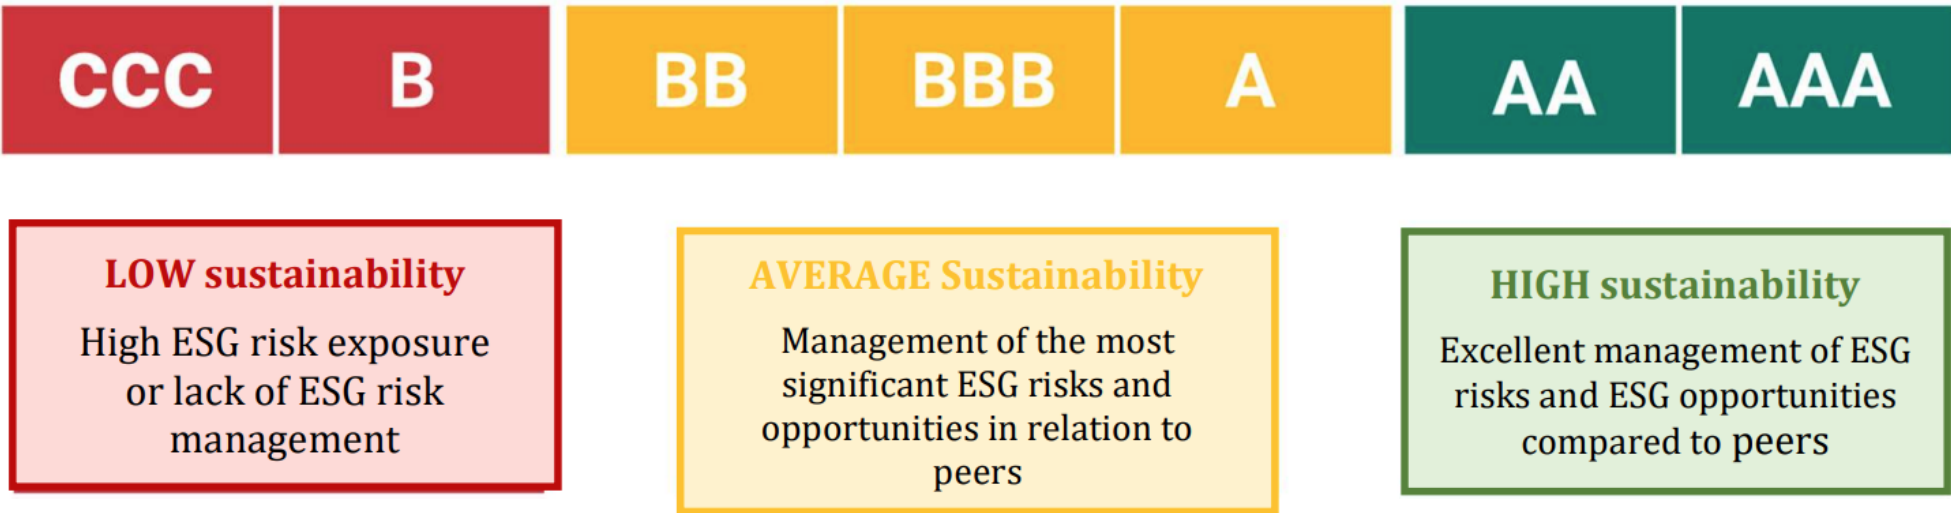 CCC B BB BBB A AA AAA
LOW sustainability
High ESG risk exposure
or lack of ESG risk
management
AVERAGE Sustainability
Management of the most
significant ESG risks and
opportunities in relation to
peers
HIGH sustainability
Excellent management of ESG
risks and ESG opportunities
compared to peers